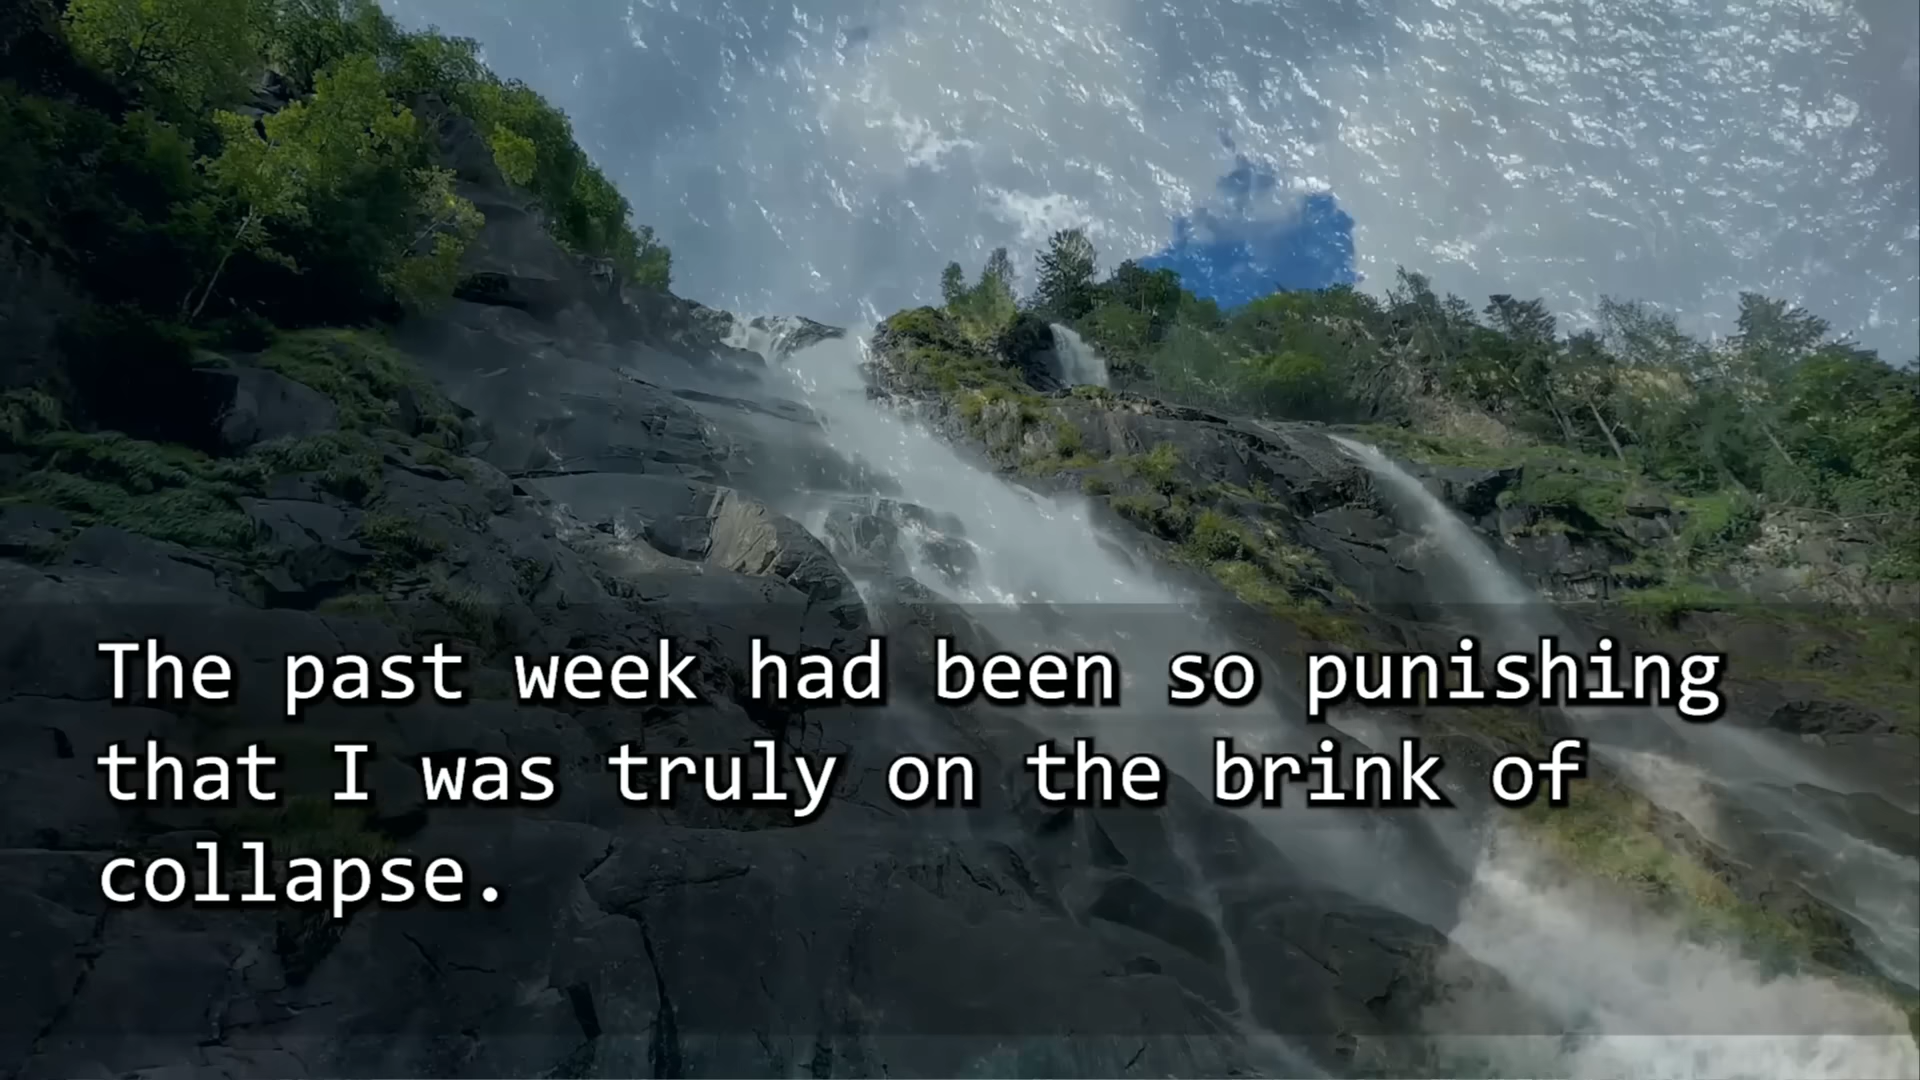 The past week had been so punishing
that I was truly on the brink of
collapse.